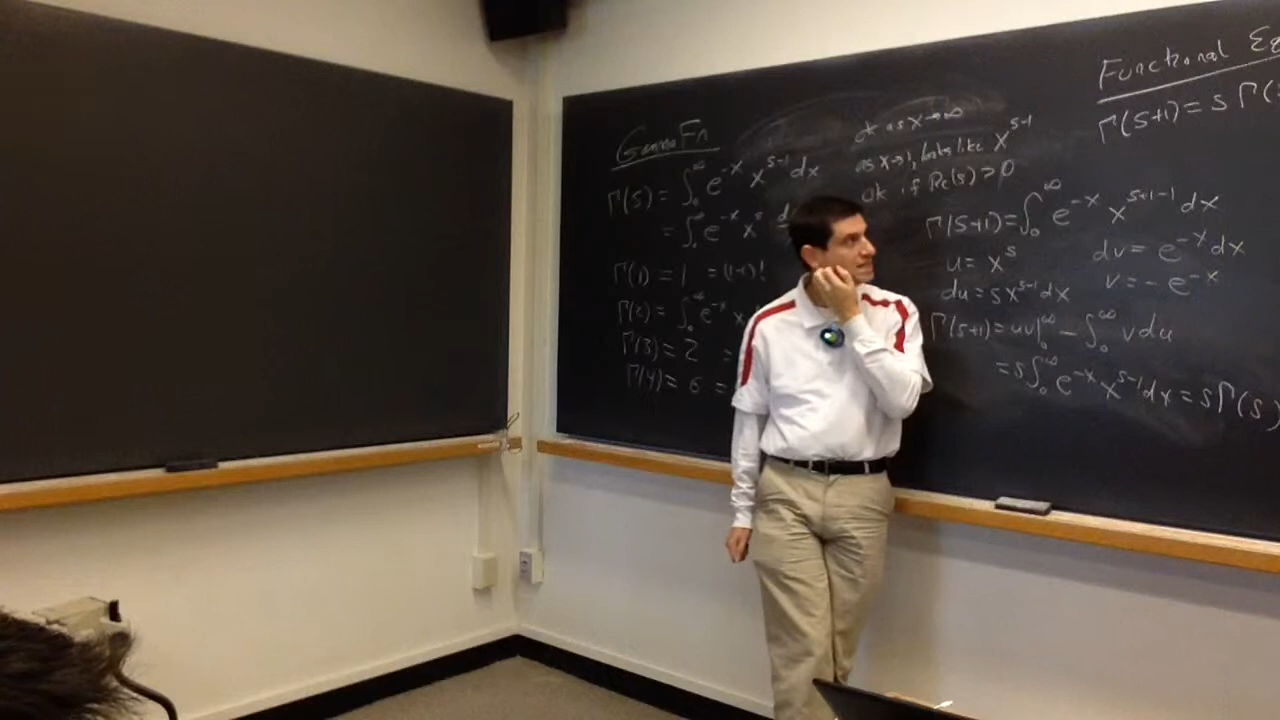 Gamma Fn
Γ(s) = ∫₀^∞ e^{-x} x^{s-1} dx
= ∫₀^∞ e^{-x} x^s
Γ(1) = 1 = (1-1)!
Γ(2) = ∫₀^∞ e^{-x} x
Γ(3) = 2 =
Γ(4) = 6 =
ok as x→∞
as x→), looks like x^{s-1}
ok if Re(s) > 0
Γ(s+1) = ∫₀^∞ e^{-x} x^{s+1-1} dx
u = x^s dv = e^{-x} dx
du = sx^{s-1} dx v = -e^{-x}
Γ(s+1) = uv|₀^∞ - ∫₀^∞ v du
= s∫₀^∞ e^{-x} x^{s-1} dx = sΓ(s)
Functional Eq
Γ(s+1) = s Γ(s